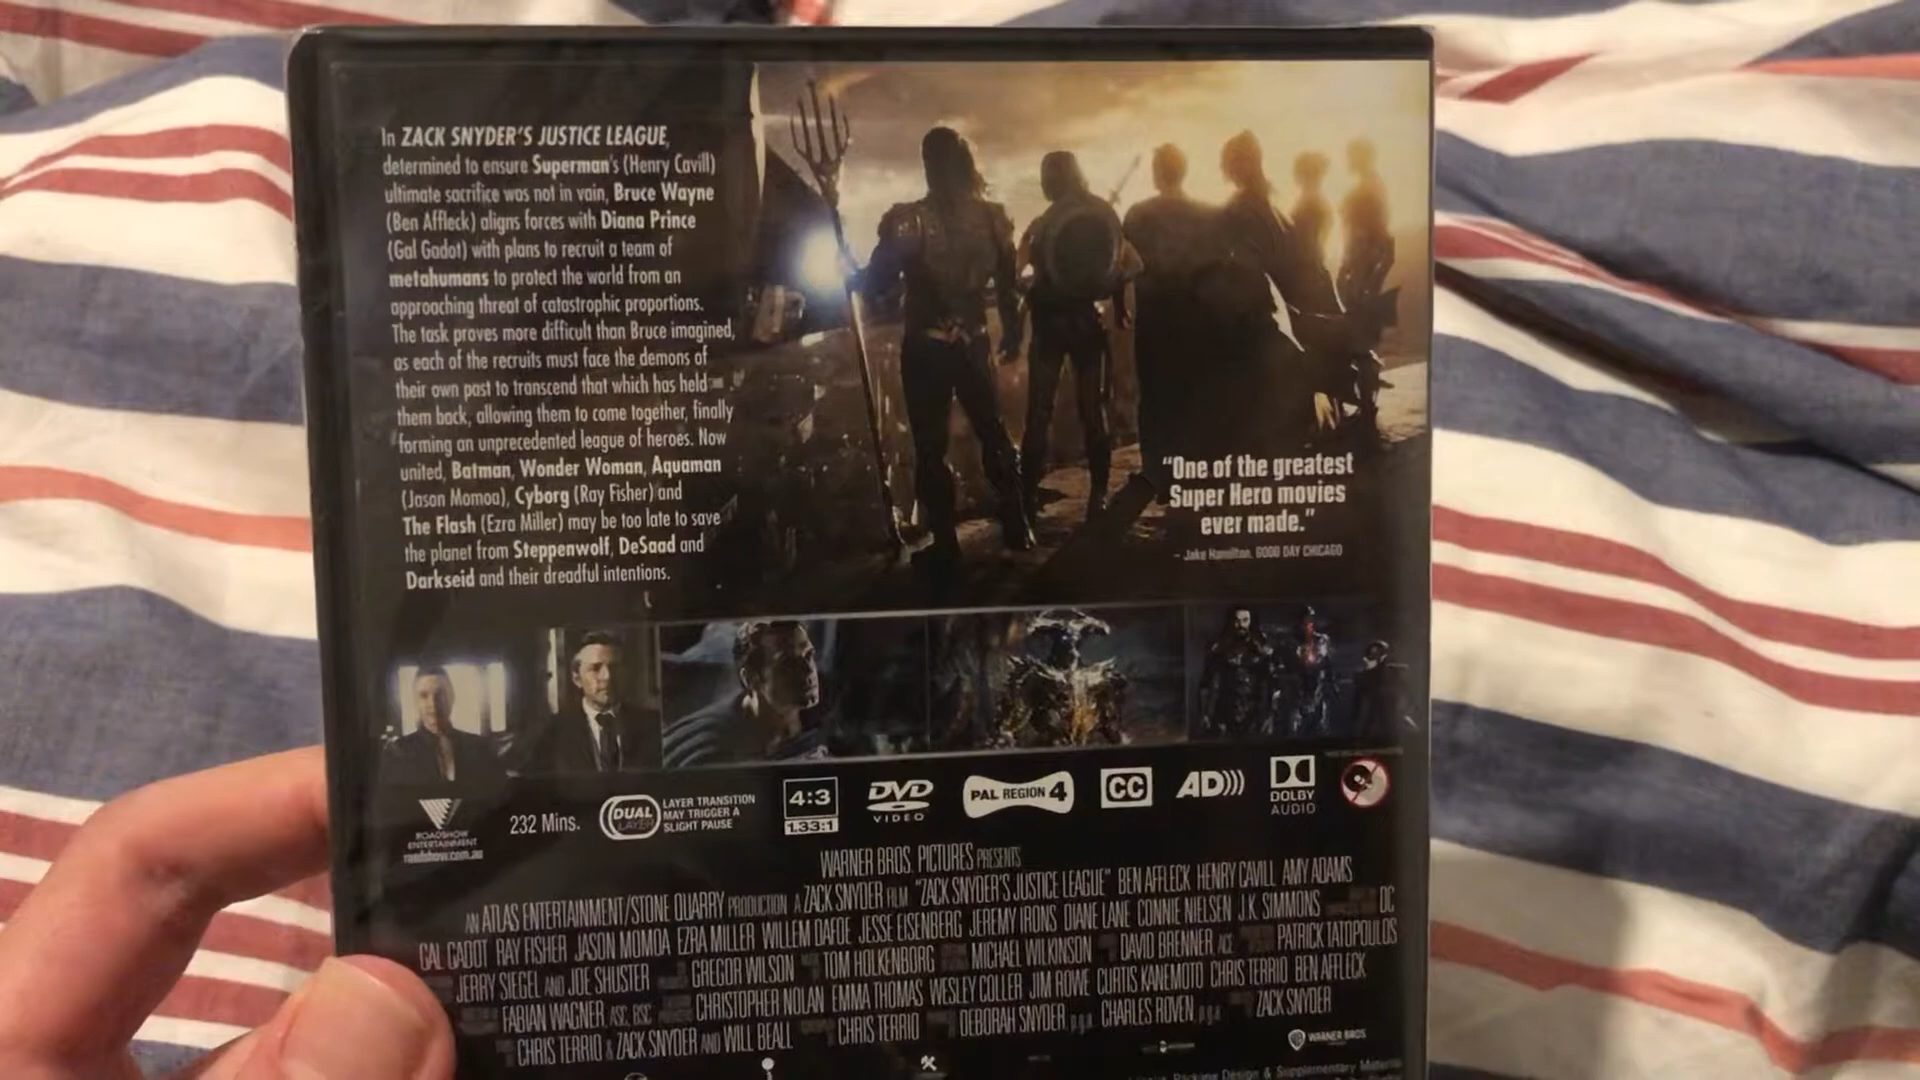 In ZACK SNYDER'S JUSTICE LEAGUE,
determined to ensure Superman's (Henry Cavill)
ultimate sacrifice was not in vain, Bruce Wayne
(Ben Affleck) aligns forces with Diana Prince
(Gal Gadot) with plans to recruit a team of
metahumans to protect the world from an
approaching threat of catastrophic proportions.
The task proves more difficult than Bruce imagined,
as each of the recruits must face the demons of
their own past to transcend that which has held
them back, allowing them to come together, finally
forming an unprecedented league of heroes. Now
united, Batman, Wonder Woman, Aquaman
(Jason Momoa), Cyborg (Ray Fisher) and
The Flash (Ezra Miller) may be too late to save
the planet from Steppenwolf, DeSaad and
Darkseid and their dreadful intentions.
"One of the greatest
Super Hero movies
ever made."
– Jake Hamilton, GOOD DAY CHICAGO
ROADSHOW
ENTERTAINMENT
roadshow.com.au
232 Mins.
DUAL
LAYER
LAYER TRANSITION
MAY TRIGGER A
SLIGHT PAUSE
4:3
1.33:1
DVD
VIDEO
PAL REGION 4
CC
AD)))
DOLBY
AUDIO
WARNER BROS. PICTURES PRESENTS
AN ATLAS ENTERTAINMENT/STONE QUARRY PRODUCTION A ZACK SNYDER FILM "ZACK SNYDER'S JUSTICE LEAGUE" BEN AFFLECK HENRY CAVILL AMY ADAMS
GAL GADOT RAY FISHER JASON MOMOA EZRA MILLER WILLEM DAFOE JESSE EISENBERG JEREMY IRONS DIANE LANE CONNIE NIELSEN J.K. SIMMONS DC
JERRY SIEGEL AND JOE SHUSTER GREGOR WILSON TOM HOLKENBORG MICHAEL WILKINSON DAVID BRENNER, ACE PATRICK TATOPOULOS
FABIAN WAGNER, ASC, BSC CHRISTOPHER NOLAN EMMA THOMAS WESLEY COLLER JIM ROWE CURTIS KANEMOTO CHRIS TERRIO BEN AFFLECK
CHRIS TERRIO & ZACK SNYDER AND WILL BEALL CHRIS TERRIO DEBORAH SNYDER, p.g.a. CHARLES ROVEN, p.g.a. ZACK SNYDER
WARNER BROS.
Package Design & Supplementary Material